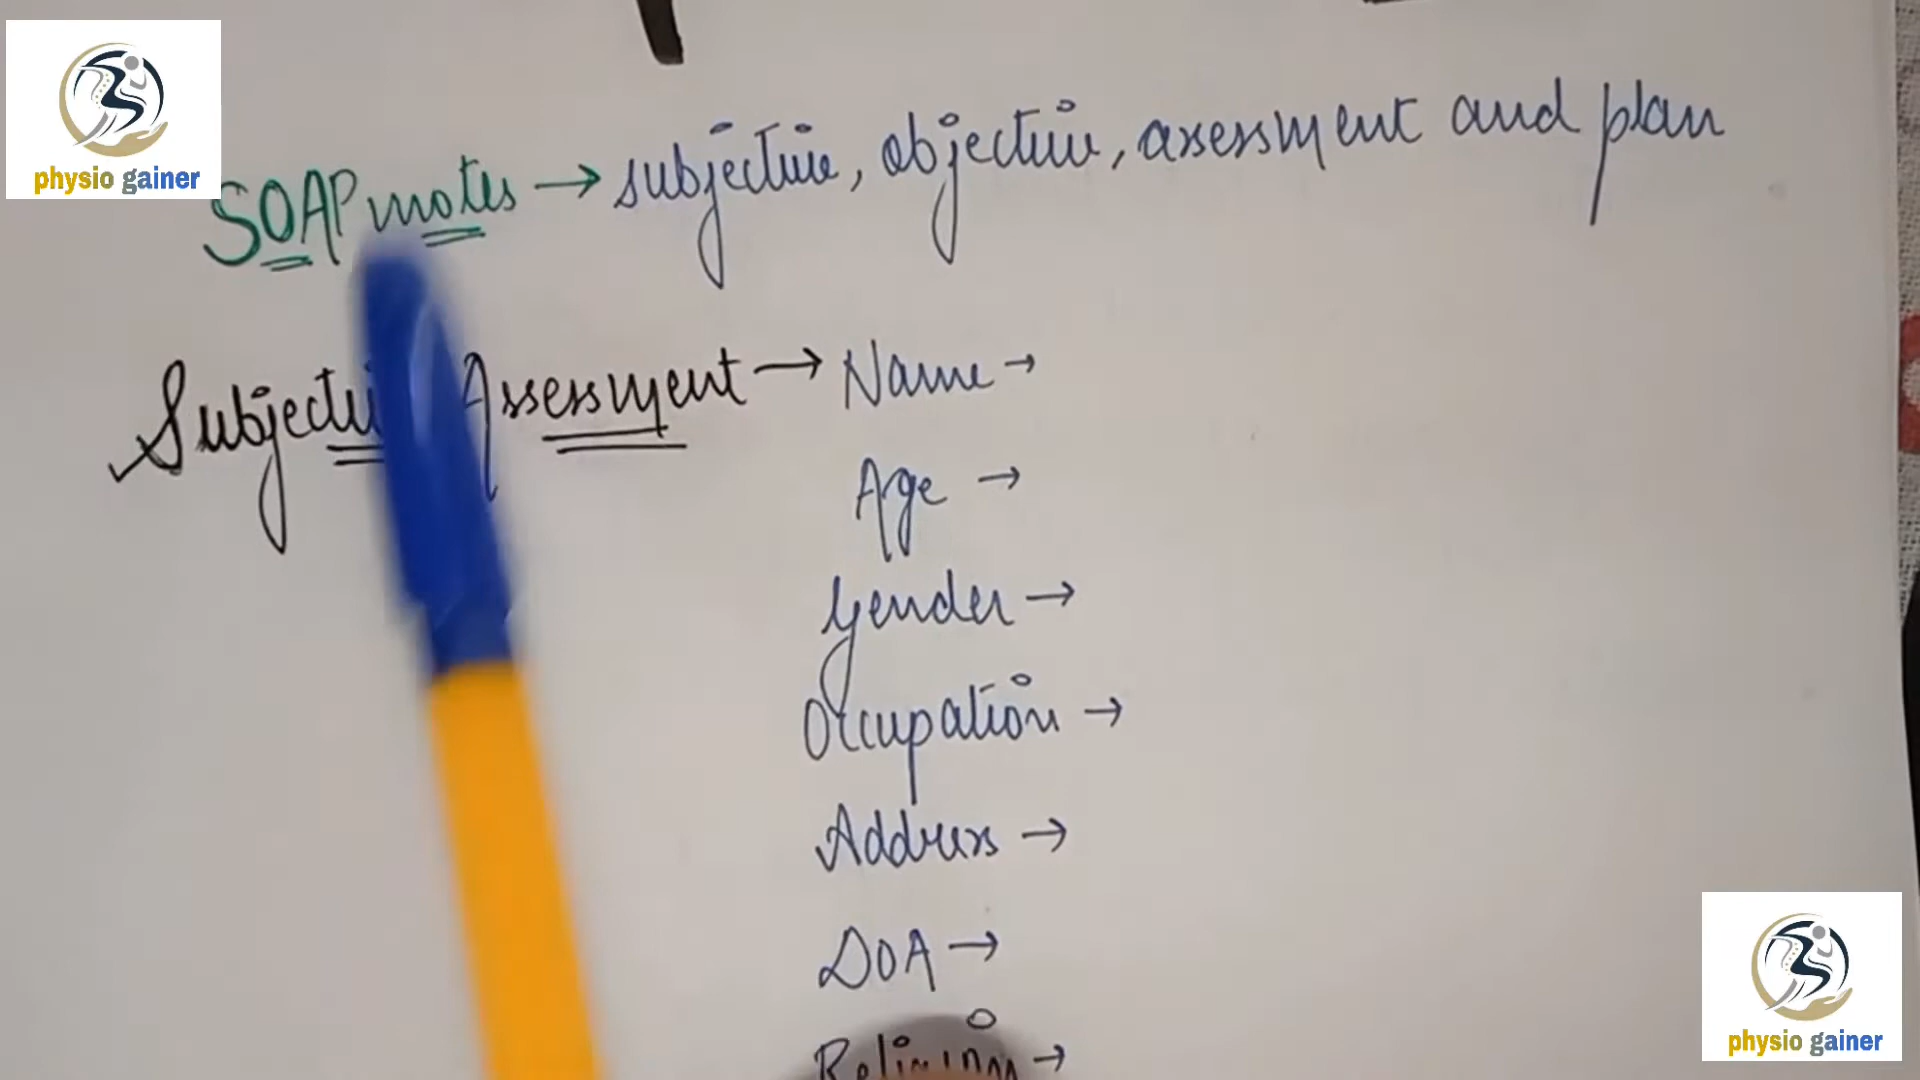 physio gainer
SOAP notes → subjective, objective, assessment and plan
Assessment → Name →
Age →
Gender →
Occupation →
Address →
DOA →
physio gainer